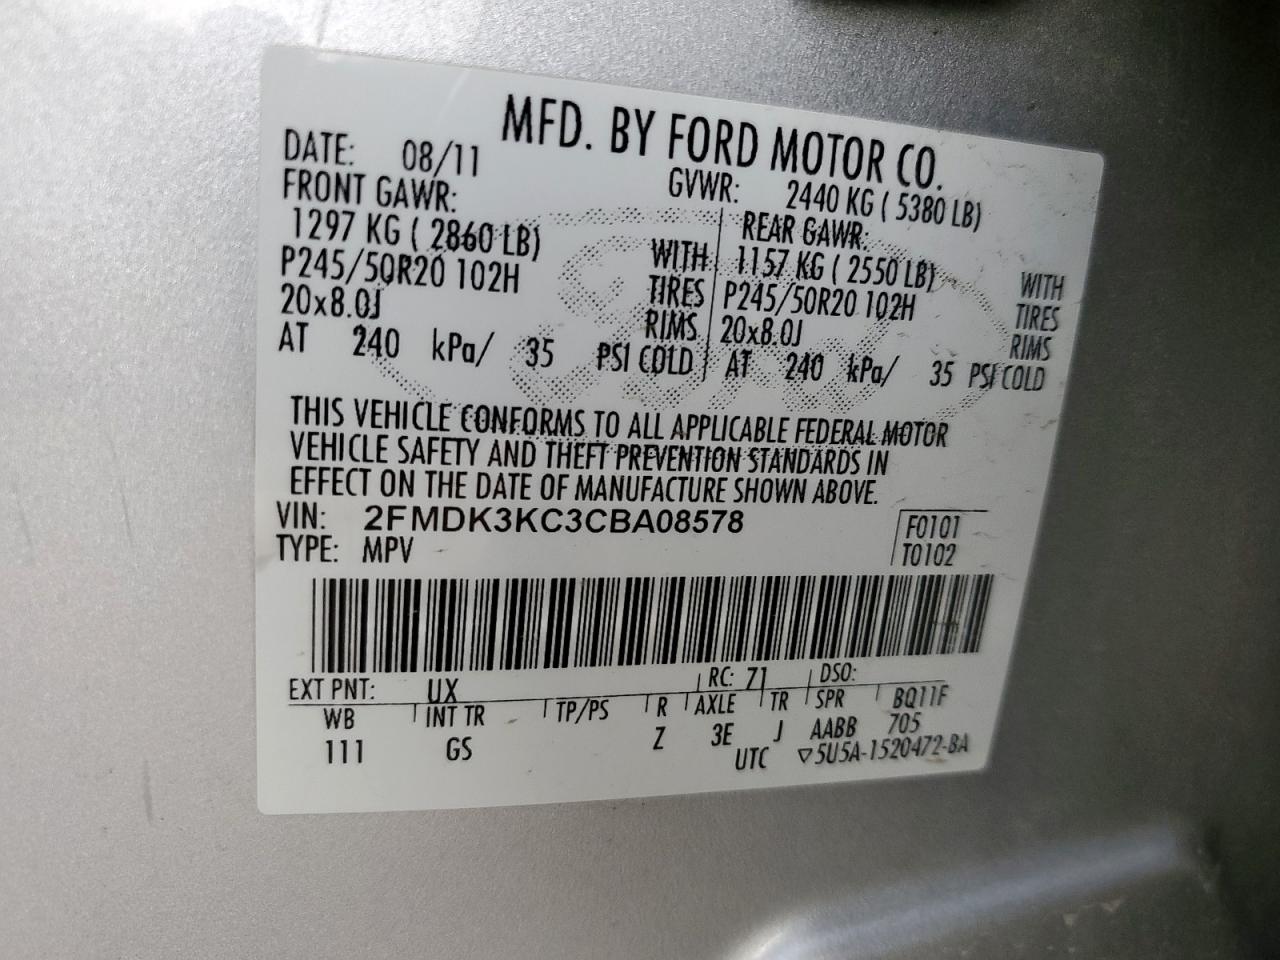 MFD. BY FORD MOTOR CO.
DATE: 08/11 GVWR: 2440 KG ( 5380 LB)
FRONT GAWR: REAR GAWR:
1297 KG ( 2860 LB) WITH 1157 KG ( 2550 LB) WITH
P245/50R20 102H TIRES P245/50R20 102H TIRES
20x8.0J RIMS 20x8.0J RIMS
AT 240 kPa/ 35 PSI COLD AT 240 kPa/ 35 PSI COLD
THIS VEHICLE CONFORMS TO ALL APPLICABLE FEDERAL MOTOR
VEHICLE SAFETY AND THEFT PREVENTION STANDARDS IN
EFFECT ON THE DATE OF MANUFACTURE SHOWN ABOVE.
VIN: 2FMDK3KC3CBA08578 F0101
TYPE: MPV T0102
EXT PNT: UX RC: 71 DSO:
WB INT TR TP/PS R AXLE TR SPR BQ11F
111 GS Z 3E J AABB 705
UTC ▽5U5A-1520472-BA